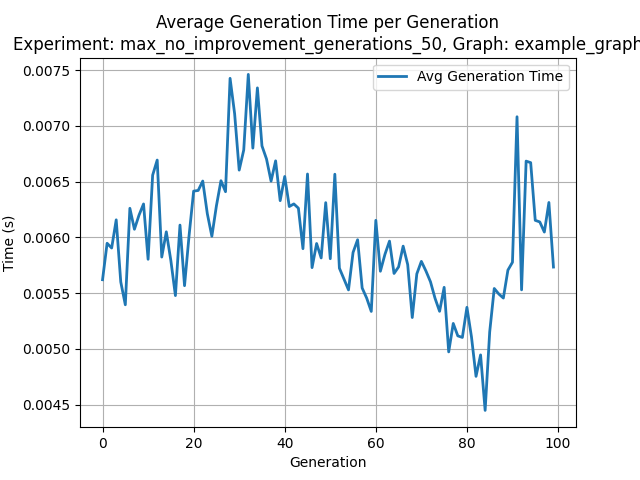 Average Generation Time per Generation
Experiment: max_no_improvement_generations_50, Graph: example_graph
Avg Generation Time
0.0075
0.0070
0.0065
0.0060
0.0055
0.0050
0.0045
Time (s)
0
20
40
60
80
100
Generation